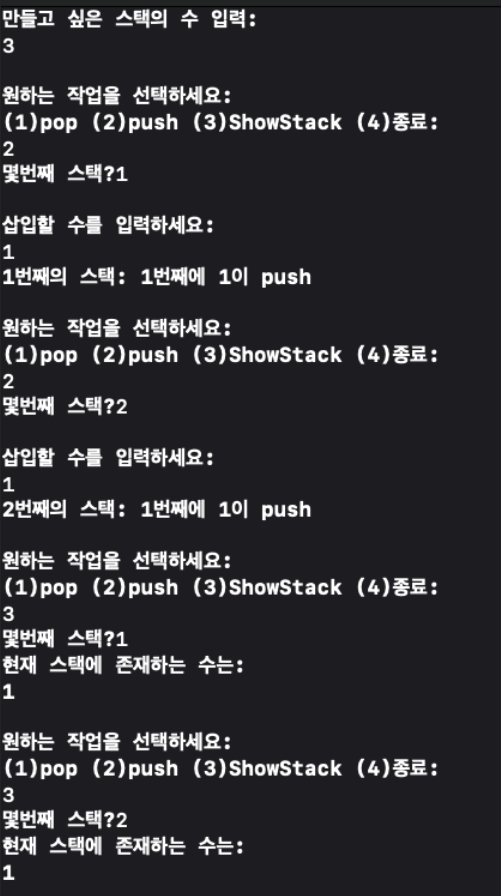 만들고 싶은 스택의 수 입력:
3
원하는 작업을 선택하세요:
(1)pop (2)push (3)ShowStack (4)종료:
2
몇번째 스택?1
삽입할 수를 입력하세요:
1
1번째의 스택: 1번째에 1이 push
원하는 작업을 선택하세요:
(1)pop (2)push (3)ShowStack (4)종료:
2
몇번째 스택?2
삽입할 수를 입력하세요:
1
2번째의 스택: 1번째에 1이 push
원하는 작업을 선택하세요:
(1)pop (2)push (3)ShowStack (4)종료:
3
몇번째 스택?1
현재 스택에 존재하는 수는:
1
원하는 작업을 선택하세요:
(1)pop (2)push (3)ShowStack (4)종료:
3
몇번째 스택?2
현재 스택에 존재하는 수는:
1